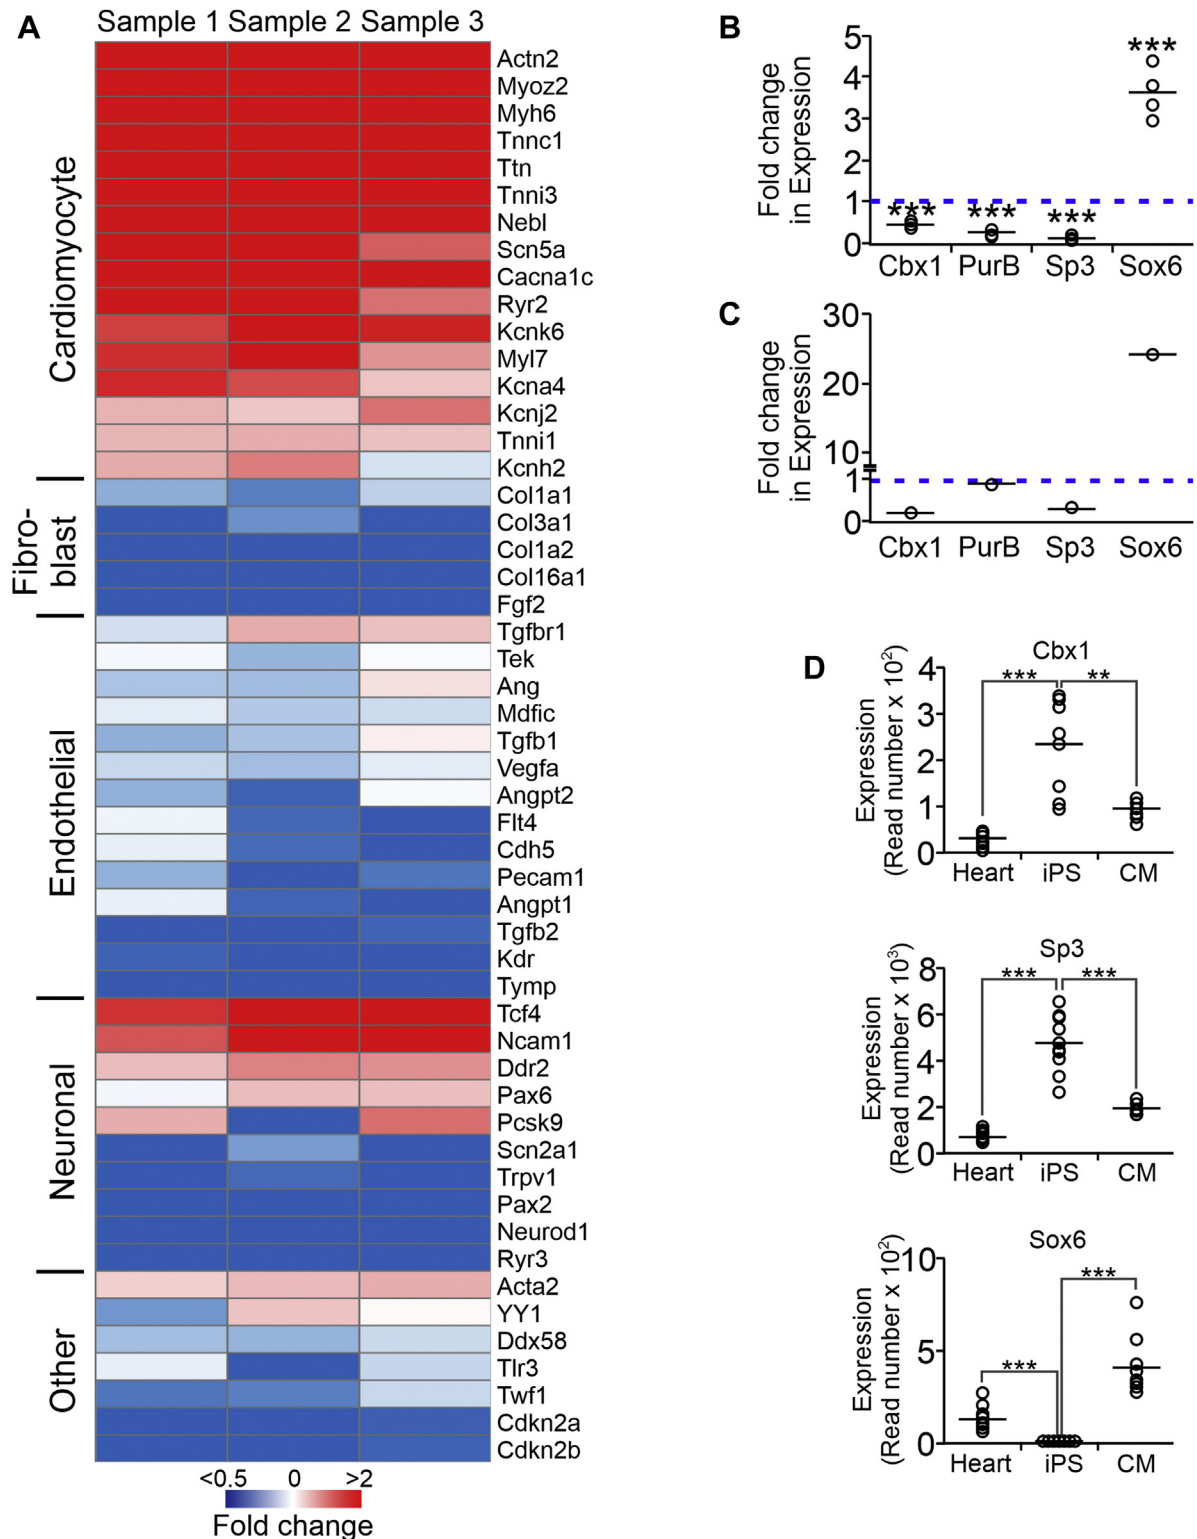 A
Sample 1 Sample 2 Sample 3
Cardiomyocyte
Actn2
Myoz2
Myh6
Tnnc1
Ttn
Tnni3
Nebl
Scn5a
Cacna1c
Ryr2
Kcnk6
Myl7
Kcna4
Kcnj2
Tnni1
Kcnh2
Fibro-
blast
Col1a1
Col3a1
Col1a2
Col16a1
Fgf2
Endothelial
Tgfbr1
Tek
Ang
Mdfic
Tgfb1
Vegfa
Angpt2
Flt4
Cdh5
Pecam1
Angpt1
Tgfb2
Kdr
Tymp
Neuronal
Tcf4
Ncam1
Ddr2
Pax6
Pcsk9
Scn2a1
Trpv1
Pax2
Neurod1
Ryr3
Other
Acta2
YY1
Ddx58
Tlr3
Twf1
Cdkn2a
Cdkn2b
<0.5 0 >2
Fold change
B
Fold change
in Expression
5
4
3
2
1
0
***
***
***
***
Cbx1 PurB Sp3 Sox6
C
Fold change
in Expression
30
20
10
1
0
Cbx1 PurB Sp3 Sox6
D
Cbx1
Expression
(Read number x 10²)
4
3
2
1
0
*** **
Heart iPS CM
Sp3
Expression
(Read number x 10³)
8
6
4
2
0
*** ***
Heart iPS CM
Sox6
Expression
(Read number x 10²)
10
5
0
***
***
Heart iPS CM